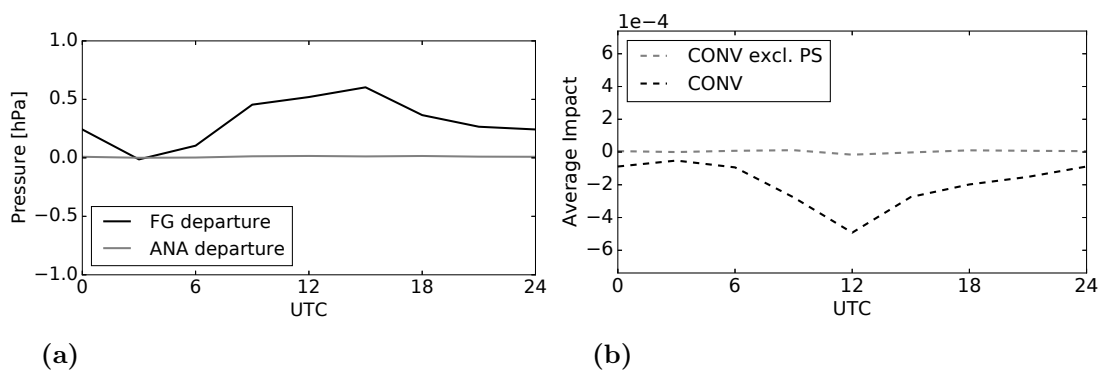 1.0
0.5
0.0
−0.5
−1.0
Pressure [hPa]
FG departure
ANA departure
0 6 12 18 24
UTC
(a)
1e−4
6
4
2
0
−2
−4
−6
Average Impact
CONV excl. PS
CONV
0 6 12 18 24
UTC
(b)